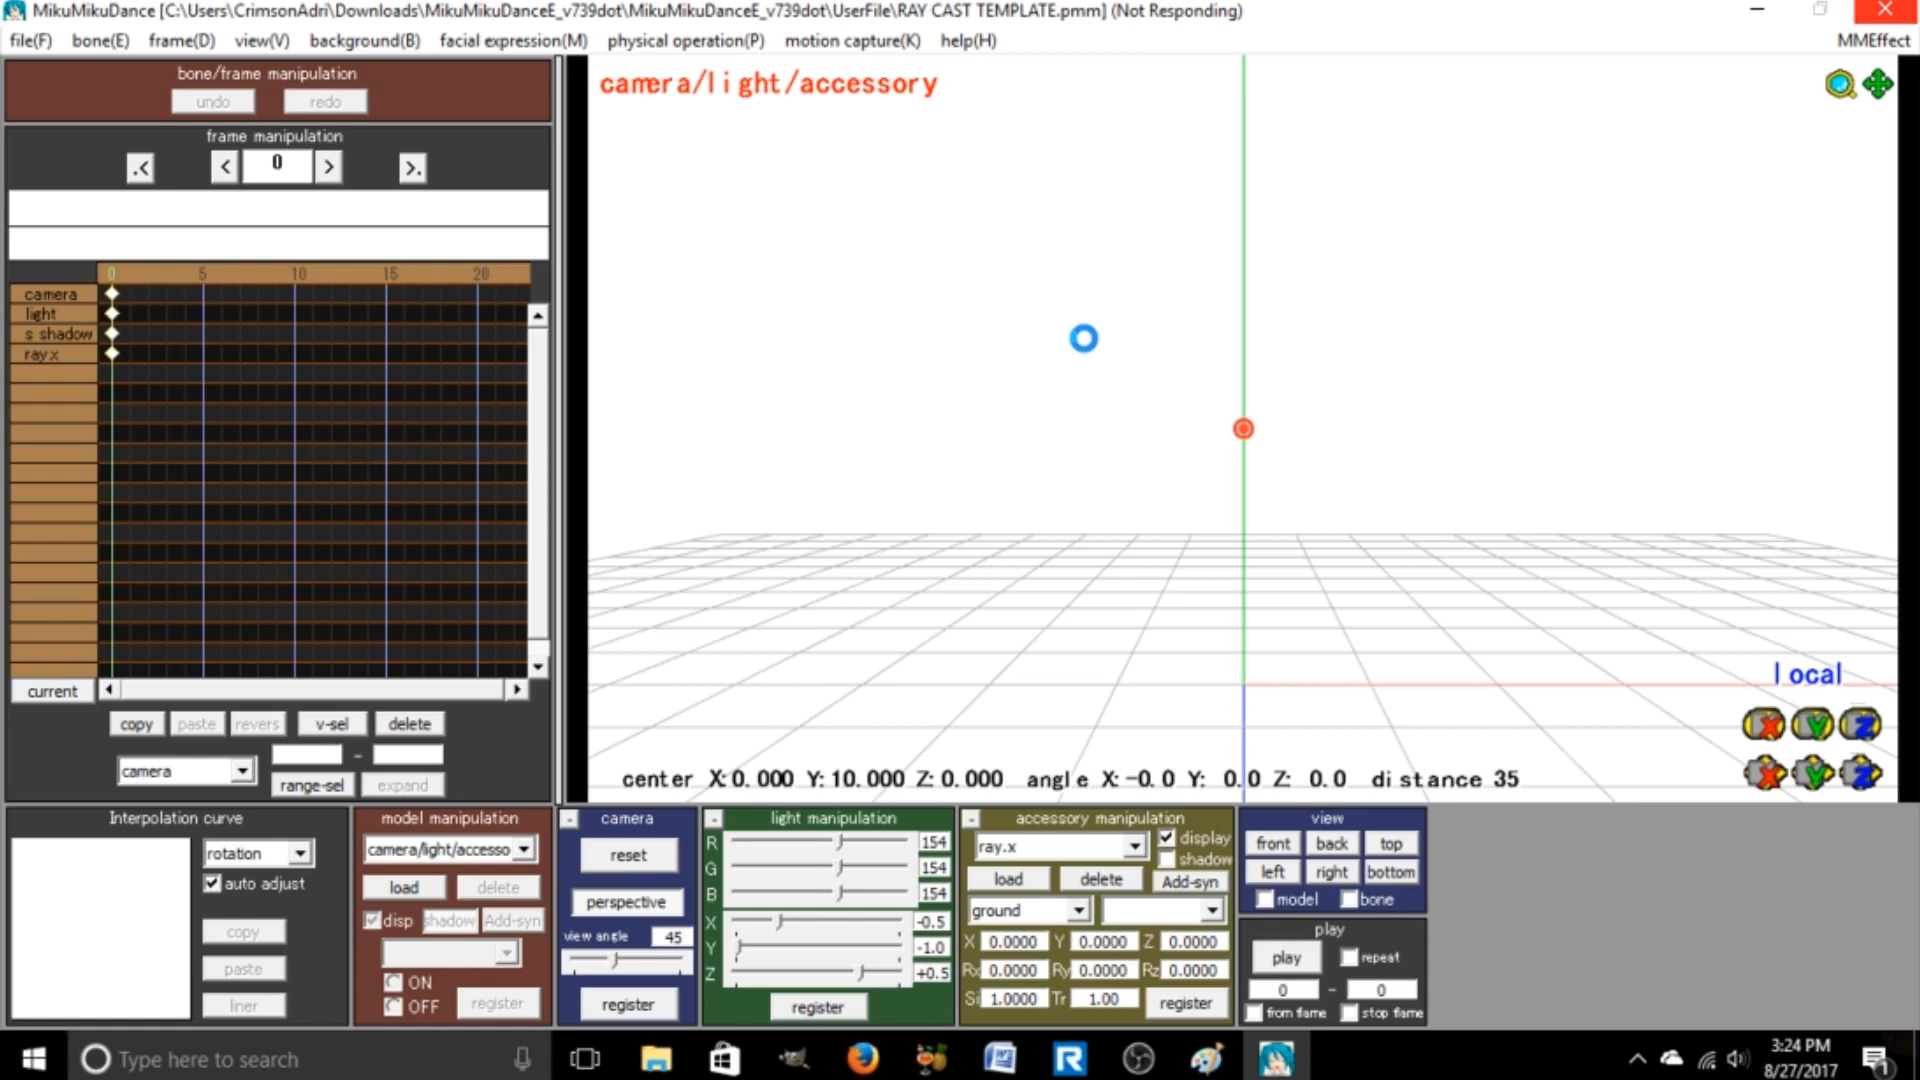 MikuMikuDance [C:\Users\CrimsonAdri\Downloads\MikuMikuDanceE_v739dot\MikuMikuDanceE_v739dot\UserFile\RAY CAST TEMPLATE.pmm] (Not Responding)
file(F) bone(E) frame(D) view(V) background(B) facial expression(M) physical operation(P) motion capture(K) help(H) MMEffect
bone/frame manipulation
undo redo
frame manipulation
.< < 0 > >.
0 5 10 15 20
camera
light
s shadow
ray.x
current
copy paste revers v-sel delete
camera -
range-sel expand
camera/light/accessory
local
X Y Z
X Y Z
center X:0.000 Y:10.000 Z:0.000 angle X:-0.0 Y: 0.0 Z: 0.0 distance 35
Interpolation curve
rotation
auto adjust
copy
paste
liner
model manipulation
camera/light/accesso
load delete
disp shadow Add-syn
ON
OFF register
- camera
reset
perspective
view angle 45
register
- light manipulation
R 154
G 154
B 154
X -0.5
Y -1.0
Z +0.5
register
- accessory manipulation
ray.x display
shadow
load delete Add-syn
ground
X 0.0000 Y 0.0000 Z 0.0000
Rx 0.0000 Ry 0.0000 Rz 0.0000
Si 1.0000 Tr 1.00 register
view
front back top
left right bottom
model bone
play
play repeat
0 - 0
from flame stop flame
Type here to search
3:24 PM
8/27/2017
1